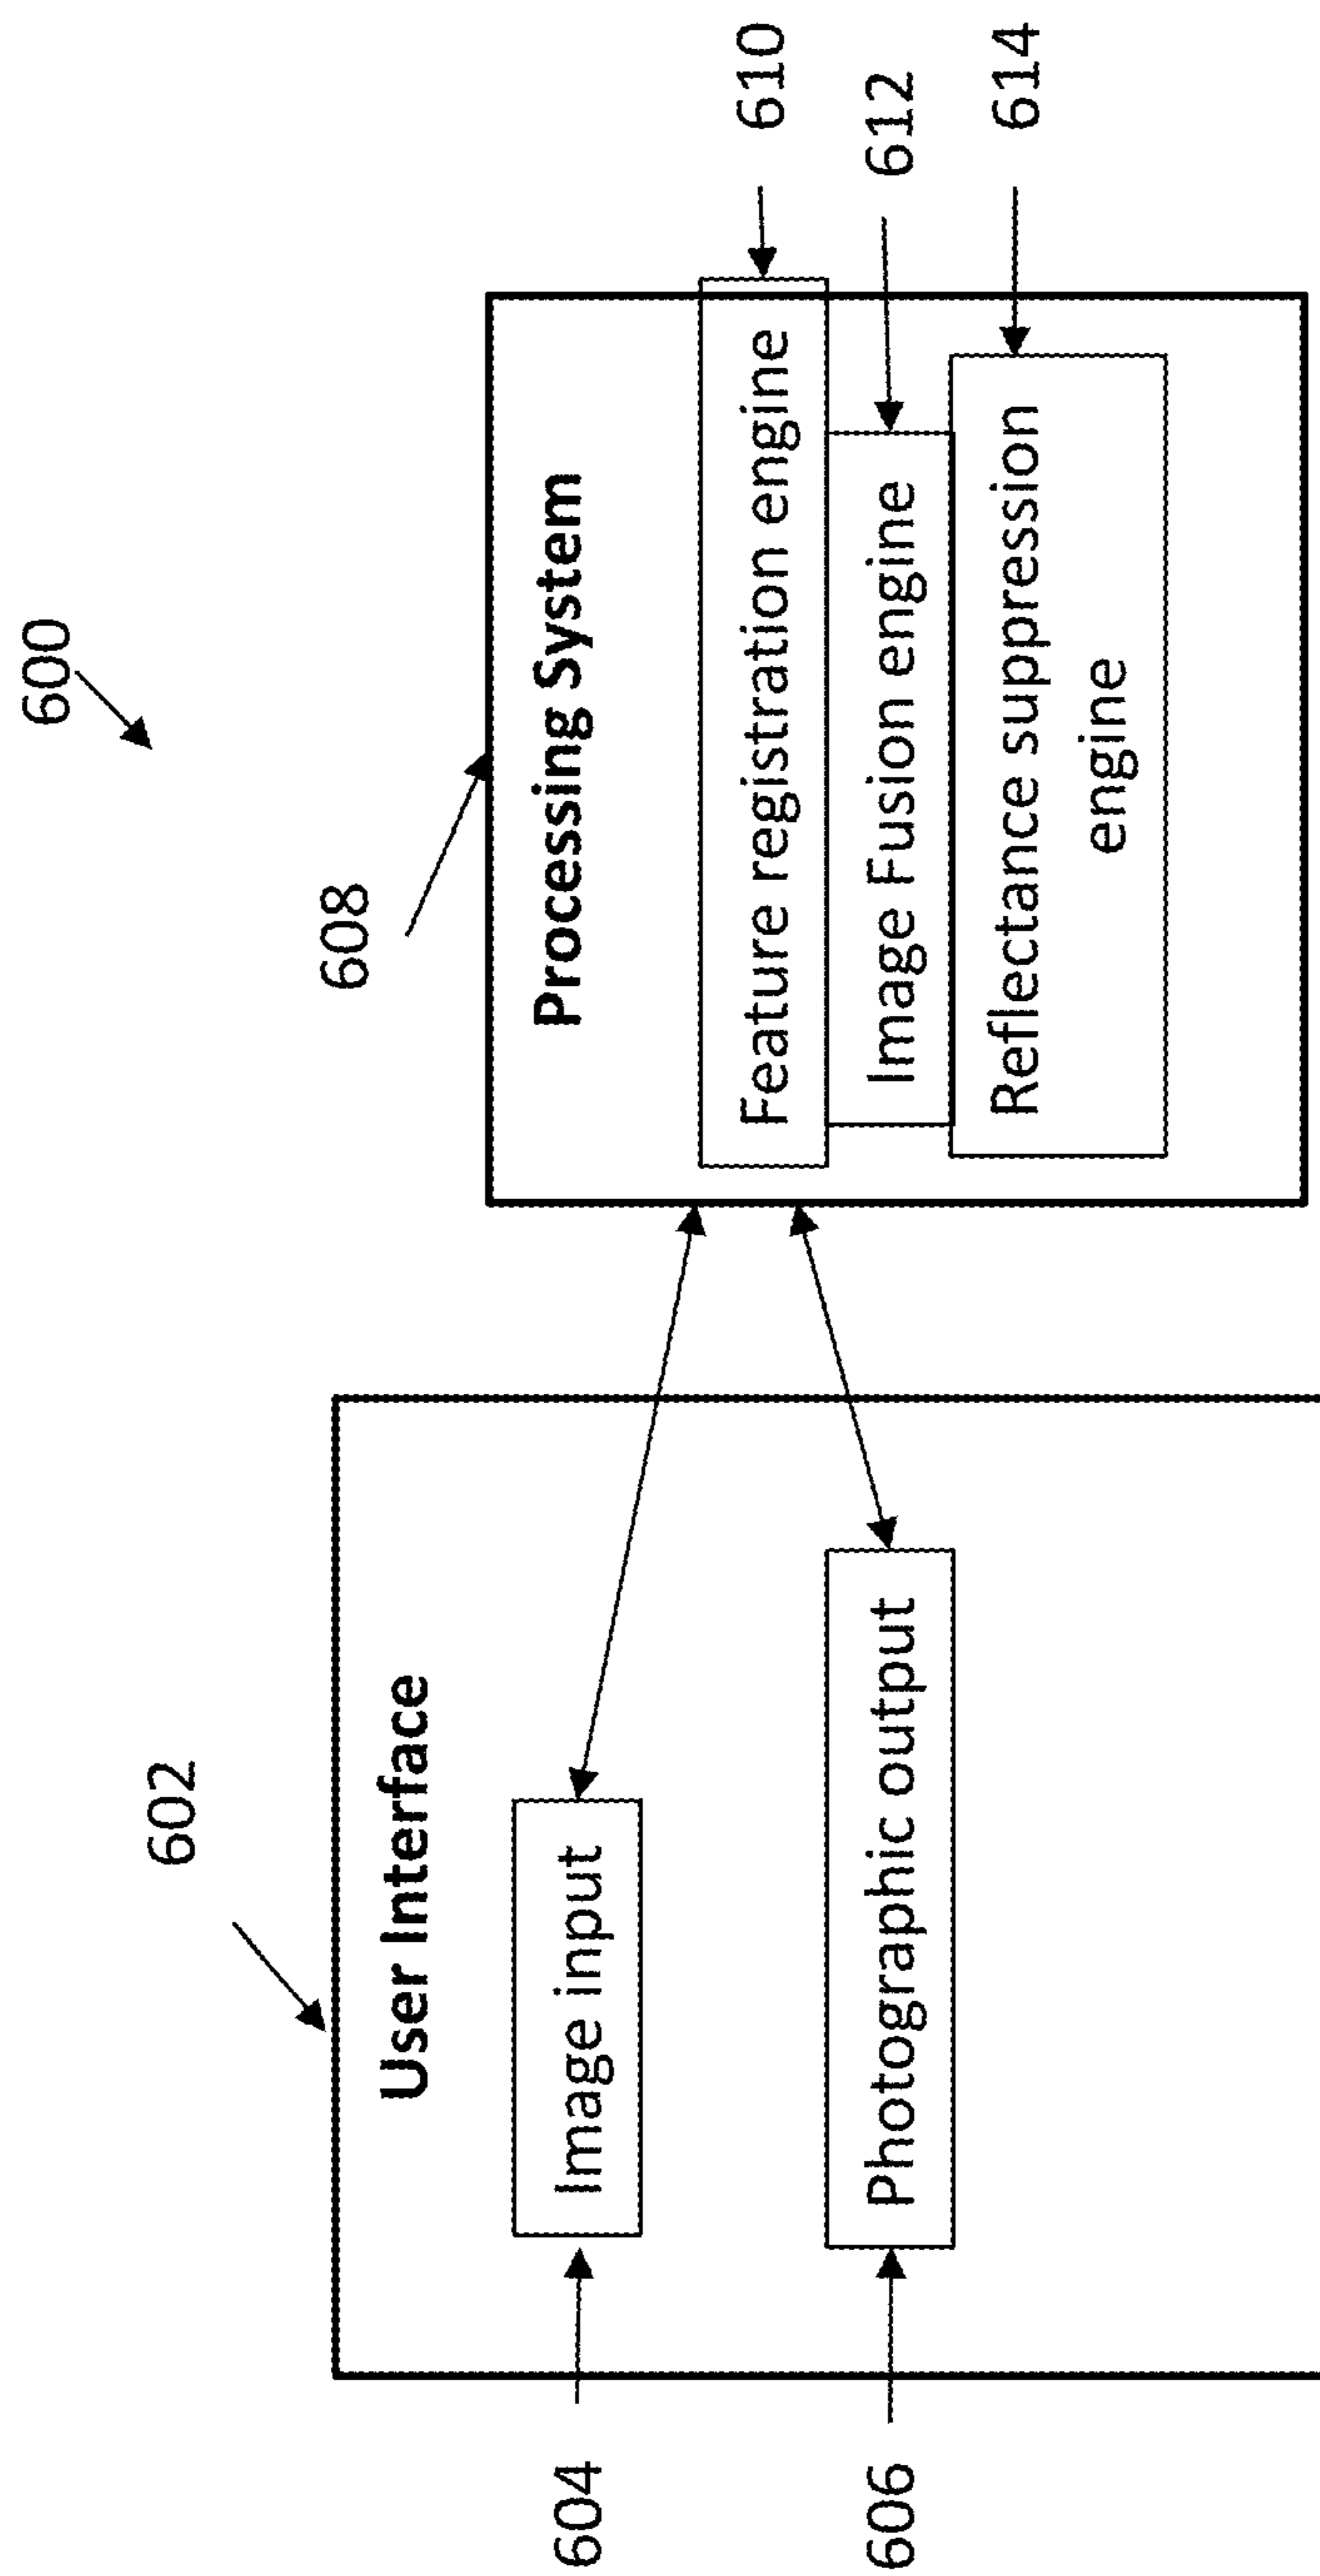 600
602
User Interface
604
Image input
606
Photographic output
608
Processing System
Feature registration engine
610
Image Fusion engine
612
Reflectance suppression
engine
614